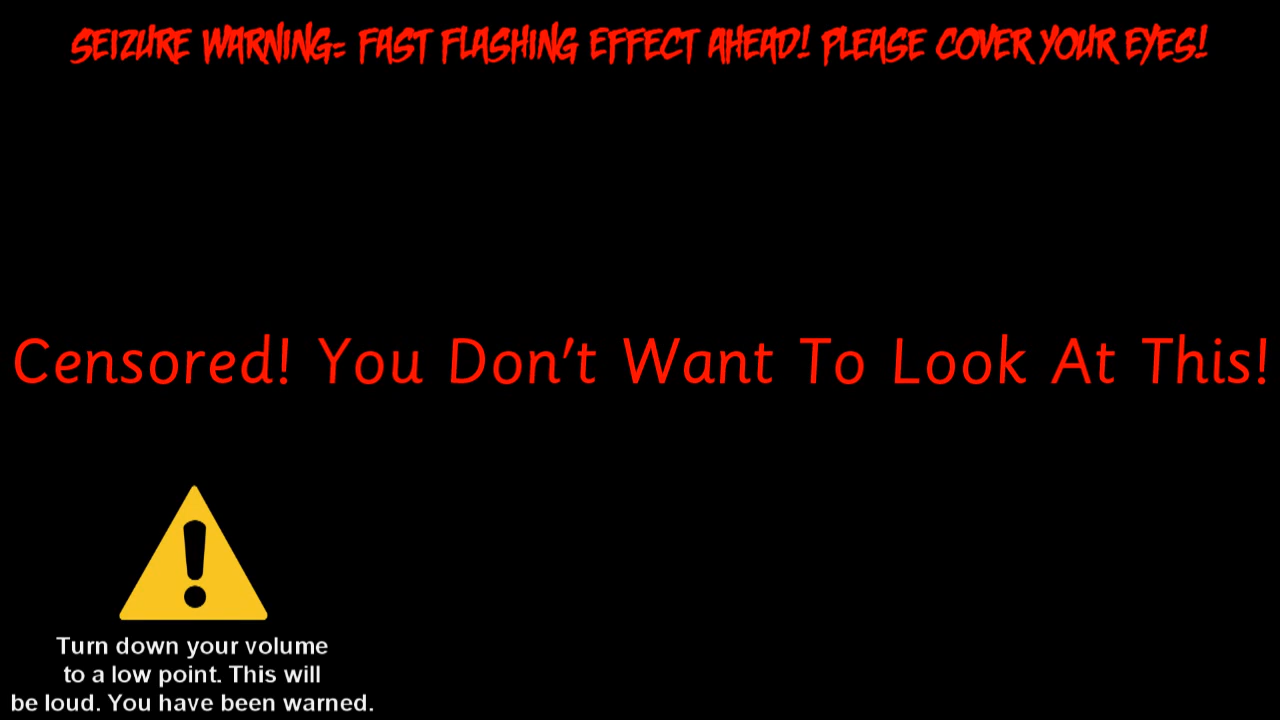 SEIZURE WARNING: FAST FLASHING EFFECT AHEAD! PLEASE COVER YOUR EYES!
Censored! You Don't Want To Look At This!
Turn down your volume
to a low point. This will
be loud. You have been warned.